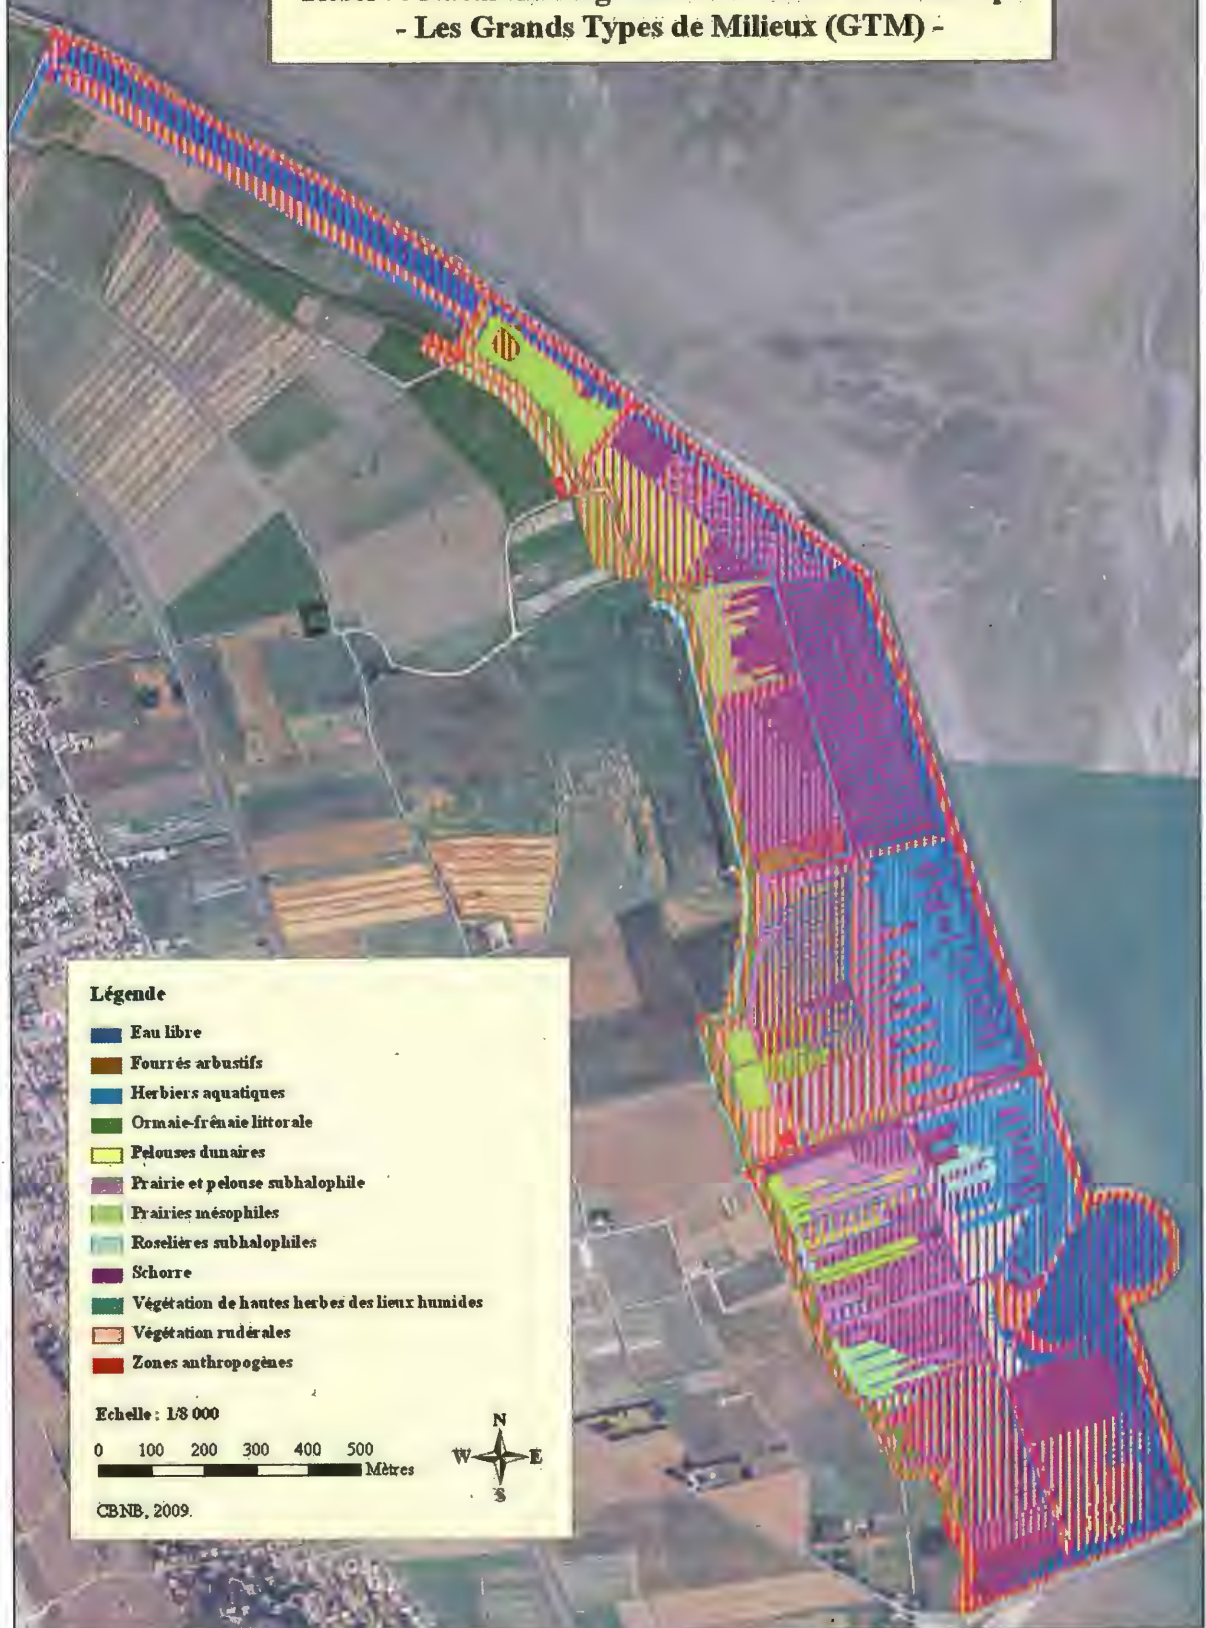 - Les Grands Types de Milieux (GTM) -
Légende
Eau libre
Fourrés arbustifs
Herbiers aquatiques
Ormaie-frênaie littorale
Pelouses dunaires
Prairie et pelouse subhalophile
Prairies mésophiles
Roselières subhalophiles
Schorre
Végétation de hautes herbes des lieux humides
Végétation rudérales
Zones anthropogènes
Echelle : 1/8 000
N
0 100 200 300 400 500
W E
Mètres
S
CBNB, 2009.